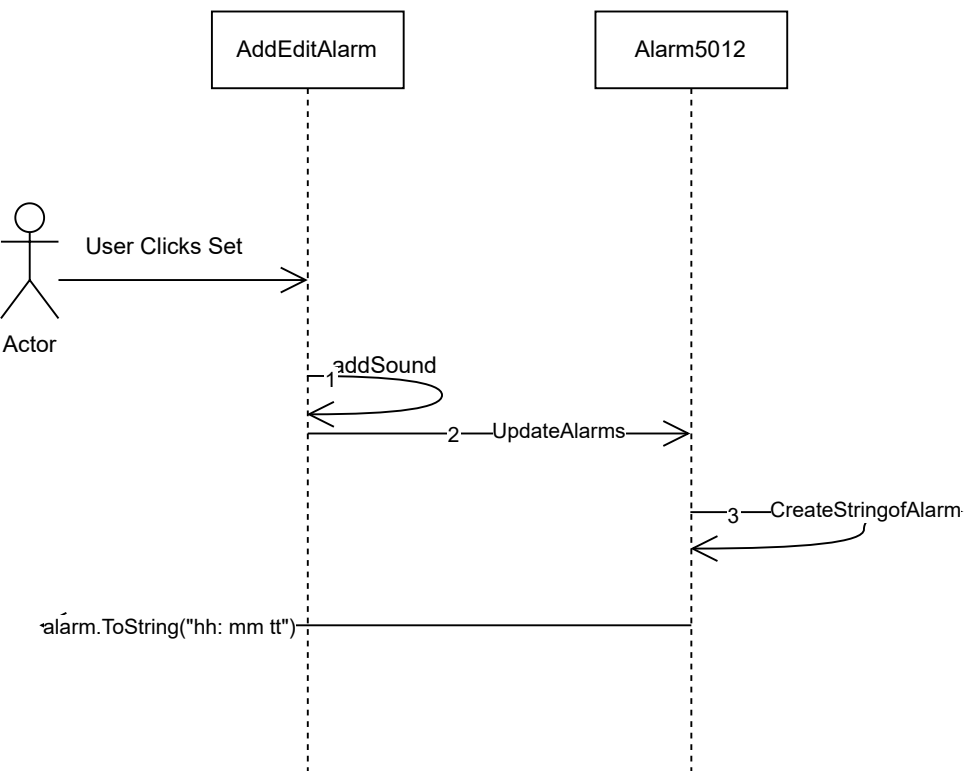 AddEditAlarm
Alarm5012
User Clicks Set
Actor
addSound
1
2
UpdateAlarms
3
CreateStringofAlarm
alarm.ToString("hh: mm tt")